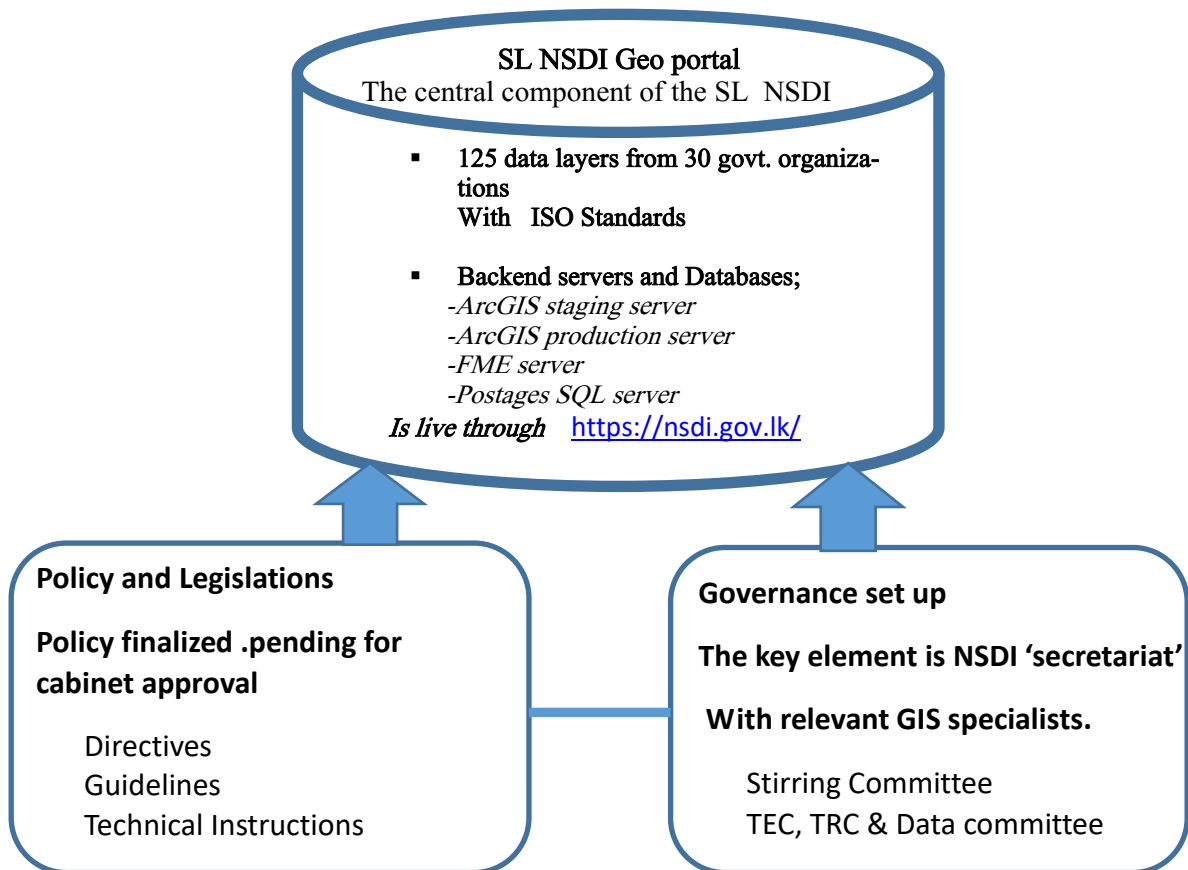 SL NSDI Geo portal
The central component of the SL NSDI
▪ 125 data layers from 30 govt. organiza-
tions
With ISO Standards
▪ Backend servers and Databases;
-ArcGIS staging server
-ArcGIS production server
-FME server
-Postages SQL server
Is live through https://nsdi.gov.lk/
Policy and Legislations
Policy finalized .pending for
cabinet approval
Directives
Guidelines
Technical Instructions
Governance set up
The key element is NSDI ‘secretariat’
With relevant GIS specialists.
Stirring Committee
TEC, TRC & Data committee